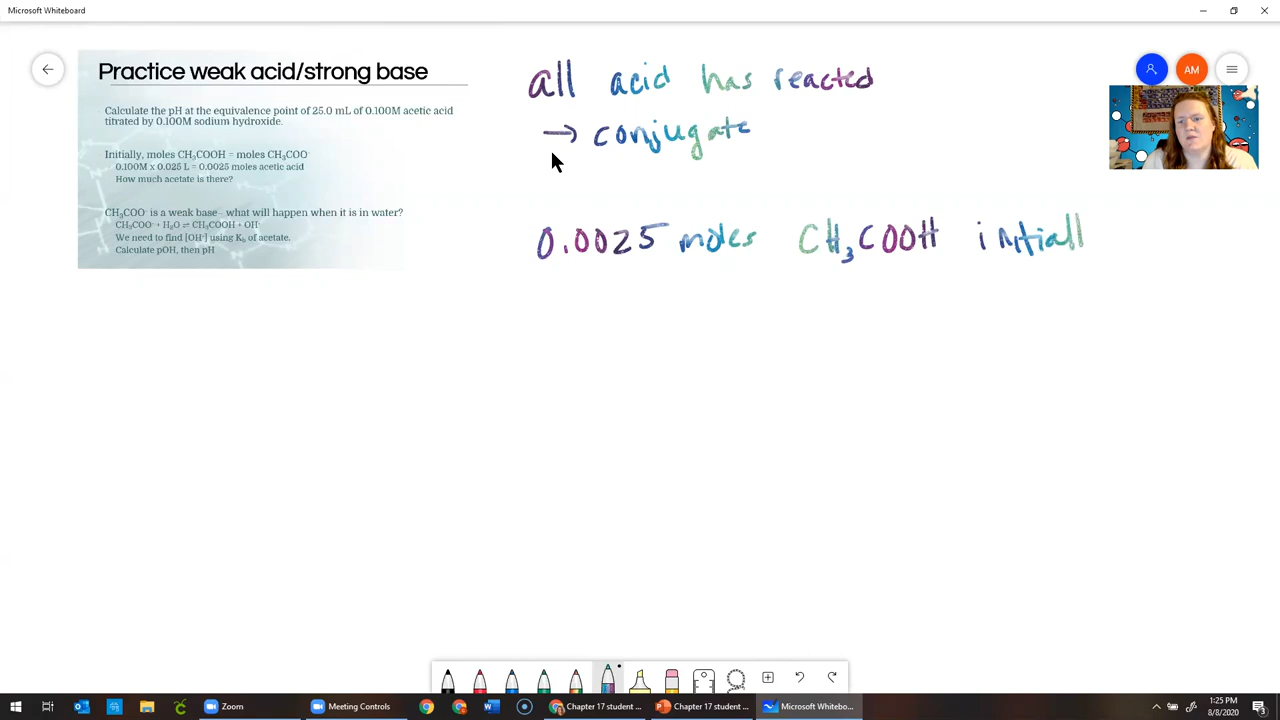 Microsoft Whiteboard
Practice weak acid/strong base
Calculate the pH at the equivalence point of 25.0 mL of 0.100M acetic acid
titrated by 0.100M sodium hydroxide.
Initially, moles CH₃COOH = moles CH₃COO⁻
0.100M x 0.025 L = 0.0025 moles acetic acid
How much acetate is there?
CH₃COO⁻ is a weak base– what will happen when it is in water?
CH₃COO⁻ + H₂O ⇌ CH₃COOH + OH⁻
We need to find [OH⁻] using Kb of acetate.
Calculate pOH, then pH
all acid has reacted
→ conjugate
0.0025 moles CH₃COOH initiall
AM
Zoom
Meeting Controls
Chapter 17 student ...
Chapter 17 student ...
Microsoft Whitebo...
1:25 PM
8/8/2020